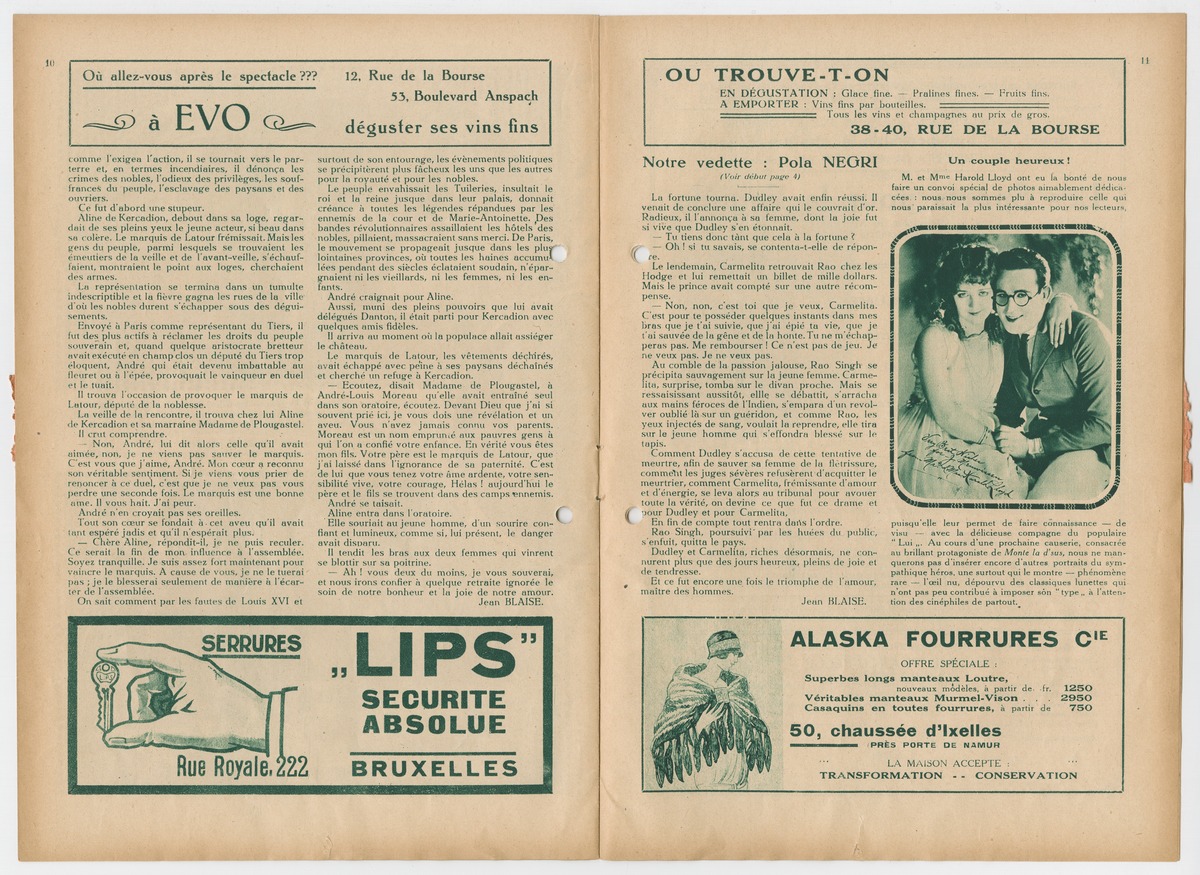 10
Où allez-vous après le spectacle ???
à EVO
12, Rue de la Bourse
53, Boulevard Anspach
déguster ses vins fins
comme l'exigea l'action, il se tournait vers le par-
terre et, en termes incendiaires, il dénonça les
crimes des nobles, l'odieux des privilèges, les souf-
frances du peuple, l'esclavage des paysans et des
ouvriers.
Ce fut d'abord une stupeur.
Aline de Kercadion, debout dans sa loge, regar-
dait de ses pleins yeux le jeune acteur, si beau dans
sa colère. Le marquis de Latour frémissait. Mais les
gens du peuple, parmi lesquels se trouvaient les
émeutiers de la veille et de l'avant-veille, s'échauf-
faient, montraient le point aux loges, cherchaient
des armes.
La représentation se termina dans un tumulte
indescriptible et la fièvre gagna les rues de la ville
d'où les nobles durent s'échapper sous des dégui-
sements.
Envoyé à Paris comme représentant du Tiers, il
fut des plus actifs à réclamer les droits du peuple
souverain et, quand quelque aristocrate bretteur
avait exécuté en champ clos un député du Tiers trop
éloquent, André qui était devenu imbattable au
fleuret ou à l'épée, provoquait le vainqueur en duel
et le tuait.
Il trouva l'occasion de provoquer le marquis de
Latour, député de la noblesse.
La veille de la rencontre, il trouva chez lui Aline
de Kercadion et sa marraine Madame de Plougastel.
Il crut comprendre.
— Non, André, lui dit alors celle qu'il avait
aimée, non, je ne viens pas sauver le marquis.
C'est vous que j'aime, André. Mon cœur a reconnu
son véritable sentiment. Si je viens vous prier de
renoncer à ce duel, c'est que je ne veux pas vous
perdre une seconde fois. Le marquis est une bonne
lame. Il vous hait. J'ai peur.
André n'en croyait pas ses oreilles.
Tout son cœur se fondait à cet aveu qu'il avait
tant espéré jadis et qu'il n'espérait plus.
— Chère Aline, répondit-il, je ne puis reculer.
Ce serait la fin de mon influence à l'assemblée.
Soyez tranquille. Je suis assez fort maintenant pour
vaincre le marquis. A cause de vous, je ne le tuerai
pas ; je le blesserai seulement de manière à l'écar-
ter de l'assemblée.
On sait comment par les fautes de Louis XVI et
surtout de son entourage, les évènements politiques
se précipitèrent plus fâcheux les uns que les autres
pour la royauté et pour les nobles.
Le peuple envahissait les Tuileries, insultait le
roi et la reine jusque dans leur palais, donnait
créance à toutes les légendes répandues par les
ennemis de la cour et de Marie-Antoinette. Des
bandes révolutionnaires assaillaient les hôtels des
nobles, pillaient, massacraient sans merci. De Paris,
le mouvement se propageait jusque dans les plus
lointaines provinces, où toutes les haines accumu-
lées pendant des siècles éclataient soudain, n'épar-
gnaient ni les vieillards, ni les femmes, ni les en-
fants.
André craignait pour Aline.
Aussi, muni des pleins pouvoirs que lui avait
délégués Danton, il était parti pour Kercadion avec
quelques amis fidèles.
Il arriva au moment où la populace allait assiéger
le château.
Le marquis de Latour, les vêtements déchirés,
avait échappé avec peine à ses paysans déchaînés
et cherché un refuge à Kercadion.
— Ecoutez, disait Madame de Plougastel, à
André-Louis Moreau qu'elle avait entraîné seul
dans son oratoire, écoutez. Devant Dieu que j'ai si
souvent prié ici, je vous dois une révélation et un
aveu. Vous n'avez jamais connu vos parents.
Moreau est un nom emprunté aux pauvres gens à
qui l'on a confié votre enfance. En vérité vous êtes
mon fils. Votre père est le marquis de Latour, que
j'ai laissé dans l'ignorance de sa paternité. C'est
de lui que vous tenez votre âme ardente, votre sen-
sibilité vive, votre courage, Hélas ! aujourd'hui le
père et le fils se trouvent dans des camps ennemis.
André se taisait.
Aline entra dans l'oratoire.
Elle souriait au jeune homme, d'un sourire con-
fiant et lumineux, comme si, lui présent, le danger
avait disparu.
Il tendit les bras aux deux femmes qui vinrent
se blottir sur sa poitrine.
— Ah ! vous deux du moins, je vous sauverai,
et nous irons confier à quelque retraite ignorée le
soin de notre bonheur et la joie de notre amour.
Jean BLAISE.
SERRURES
Rue Royale, 222
„LIPS"
SECURITE
ABSOLUE
BRUXELLES
11
OU TROUVE-T-ON
EN DÉGUSTATION : Glace fine. — Pralines fines. — Fruits fins.
A EMPORTER : Vins fins par bouteilles.
Tous les vins et champagnes au prix de gros.
38-40, RUE DE LA BOURSE
Notre vedette : Pola NEGRI
(Voir début page 4)
La fortune tourna. Dudley avait enfin réussi. Il
venait de conclure une affaire qui le couvrait d'or.
Radieux, il l'annonça à sa femme, dont la joie fut
si vive que Dudley s'en étonnait.
— Tu tiens donc tant que cela à la fortune ?
— Oh ! si tu savais, se contenta-t-elle de répon-
re.
Le lendemain, Carmelita retrouvait Rao chez les
Hodge et lui remettait un billet de mille dollars.
Mais le prince avait compté sur une autre récom-
pense.
— Non, non, c'est toi que je veux, Carmelita.
C'est pour te posséder quelques instants dans mes
bras que je t'ai suivie, que j'ai épié ta vie, que je
t'ai sauvée de la gêne et de la honte. Tu ne m'échap-
peras pas. Me rembourser ! Ce n'est pas de jeu. Je
ne veux pas. Je ne veux pas.
Au comble de la passion jalouse, Rao Singh se
précipita sauvagement sur la jeune femme. Carme-
lita, surprise, tomba sur le divan proche. Mais se
ressaisissant aussitôt, elle se débattit, s'arracha
aux mains féroces de l'Indien, s'empara d'un revol-
ver oublié là sur un guéridon, et comme Rao, les
yeux injectés de sang, voulait la reprendre, elle tira
sur le jeune homme qui s'effondra blessé sur le
tapis.
Comment Dudley s'accusa de cette tentative de
meurtre, afin de sauver sa femme de la flétrissure,
comment les juges sévères refusèrent d'acquitter le
meurtrier, comment Carmelita, frémissante d'amour
et d'énergie, se leva alors au tribunal pour avouer
toute la vérité, on devine ce que fut ce drame et
pour Dudley et pour Carmelita.
En fin de compte tout rentra dans l'ordre.
Rao Singh, poursuivi par les huées du public,
s'enfuit, quitta le pays.
Dudley et Carmelita, riches désormais, ne con-
nurent plus que des jours heureux, pleins de joie et
de tendresse.
Et ce fut encore une fois le triomphe de l'amour,
maître des hommes.
Jean BLAISE.
Un couple heureux !
M. et Mme Harold Lloyd ont eu la bonté de nous
faire un convoi spécial de photos aimablement dédica-
cées : nous nous sommes plu à reproduire celle qui
nous paraissait la plus intéressante pour nos lecteurs,
puisqu'elle leur permet de faire connaissance — de
visu — avec la délicieuse compagne du populaire
" Lui „. Au cours d'une prochaine causerie, consacrée
au brillant protagoniste de Monte la d'sus, nous ne man-
querons pas d'insérer encore d'autres portraits du sym-
pathique héros, une surtout qui le montre — phénomène
rare — l'œil nu, dépourvu des classiques lunettes qui
n'ont pas peu contribué à imposer sôn "type„ à l'atten-
tion des cinéphiles de partout.
ALASKA FOURRURES CIE
OFFRE SPÉCIALE :
Superbes longs manteaux Loutre,
nouveaux modèles, à partir de fr. 1250
Véritables manteaux Murmel-Vison . . . 2950
Casaquins en toutes fourrures, à partir de 750
50, chaussée d'Ixelles
PRÈS PORTE DE NAMUR
LA MAISON ACCEPTE :
TRANSFORMATION -- CONSERVATION